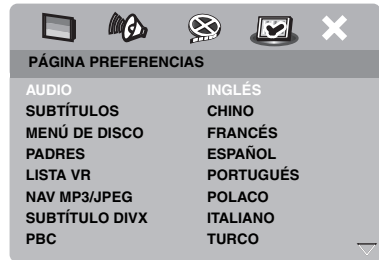 PÁGINA PREFERENCIAS
AUDIO INGLÉS
SUBTÍTULOS CHINO
MENÚ DE DISCO FRANCÉS
PADRES ESPAÑOL
LISTA VR PORTUGUÉS
NAV MP3/JPEG POLACO
SUBTÍTULO DIVX ITALIANO
PBC TURCO